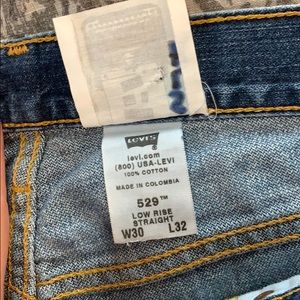 Levi's
levi.com
(800) USA-LEVI
100% COTTON
MADE IN COLOMBIA
529™
LOW RISE
STRAIGHT
W30 L32